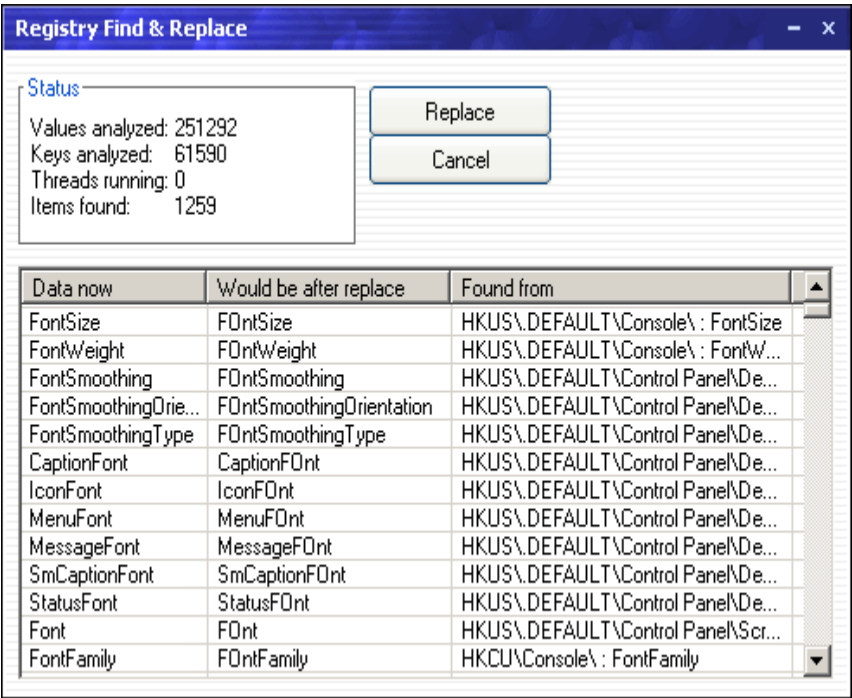 Registry Find & Replace
Status
Values analyzed: 251292
Keys analyzed: 61590
Threads running: 0
Items found: 1259
Replace
Cancel
Data now Would be after replace Found from
FontSize FOntSize HKUS\.DEFAULT\Console\ : FontSize
FontWeight FOntWeight HKUS\.DEFAULT\Console\ : FontW...
FontSmoothing FOntSmoothing HKUS\.DEFAULT\Control Panel\De...
FontSmoothingOrie... FOntSmoothingOrientation HKUS\.DEFAULT\Control Panel\De...
FontSmoothingType FOntSmoothingType HKUS\.DEFAULT\Control Panel\De...
CaptionFont CaptionFOnt HKUS\.DEFAULT\Control Panel\De...
IconFont IconFOnt HKUS\.DEFAULT\Control Panel\De...
MenuFont MenuFOnt HKUS\.DEFAULT\Control Panel\De...
MessageFont MessageFOnt HKUS\.DEFAULT\Control Panel\De...
SmCaptionFont SmCaptionFOnt HKUS\.DEFAULT\Control Panel\De...
StatusFont StatusFOnt HKUS\.DEFAULT\Control Panel\De...
Font FOnt HKUS\.DEFAULT\Control Panel\Scr...
FontFamily FOntFamily HKCU\Console\ : FontFamily